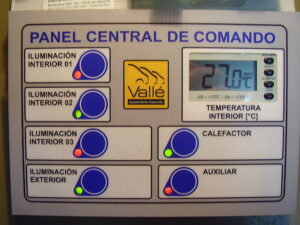 PANEL CENTRAL DE COMANDO
ILUMINACIÓN
INTERIOR 01
ILUMINACIÓN
INTERIOR 02
ILUMINACIÓN
INTERIOR 03
ILUMINACIÓN
EXTERIOR
Vallé
27.0°C
TEMPERATURA
INTERIOR [°C]
CALEFACTOR
AUXILIAR